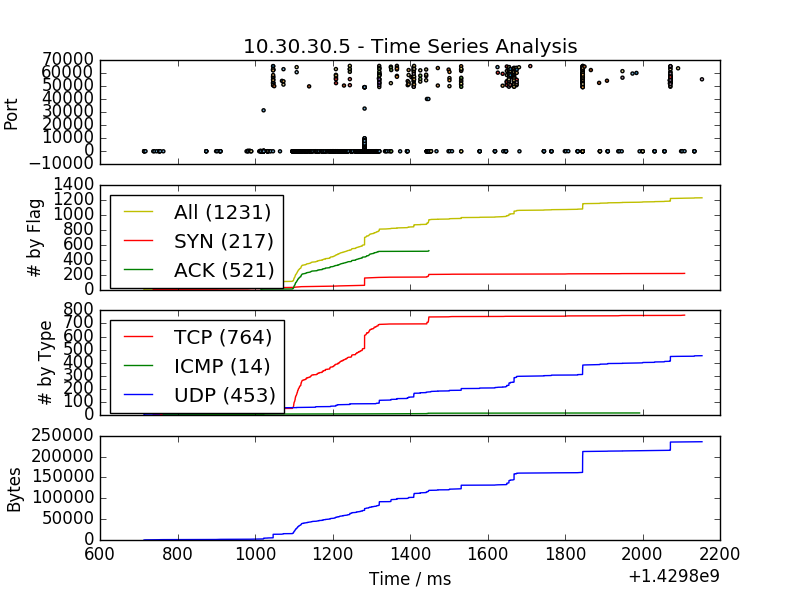 10.30.30.5 - Time Series Analysis
70000
60000
50000
40000
30000
20000
10000
0
−10000
Port
1400
1200
1000
800
600
400
200
0
# by Flag
All (1231)
SYN (217)
ACK (521)
800
700
600
500
400
300
200
100
0
# by Type
TCP (764)
ICMP (14)
UDP (453)
250000
200000
150000
100000
50000
0
Bytes
600 800 1000 1200 1400 1600 1800 2000 2200
Time / ms
+1.4298e9